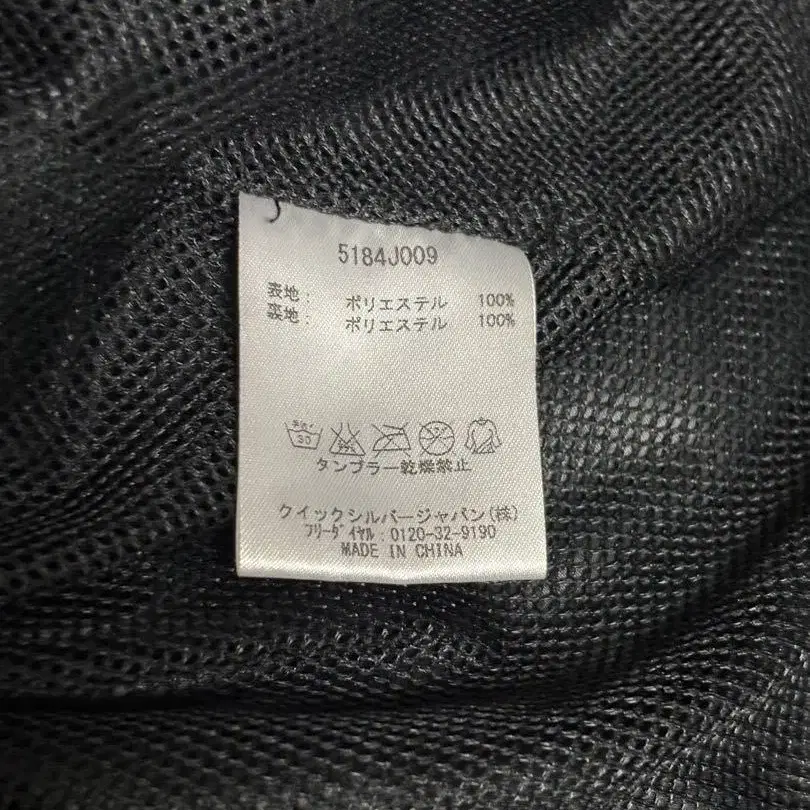 5184J009
表地： ポリエステル 100%
裏地： ポリエステル 100%
30
タンブラー乾燥禁止
クイックシルバージャパン(株)
ﾌﾘｰﾀﾞｲﾔﾙ:0120-32-9190
MADE IN CHINA